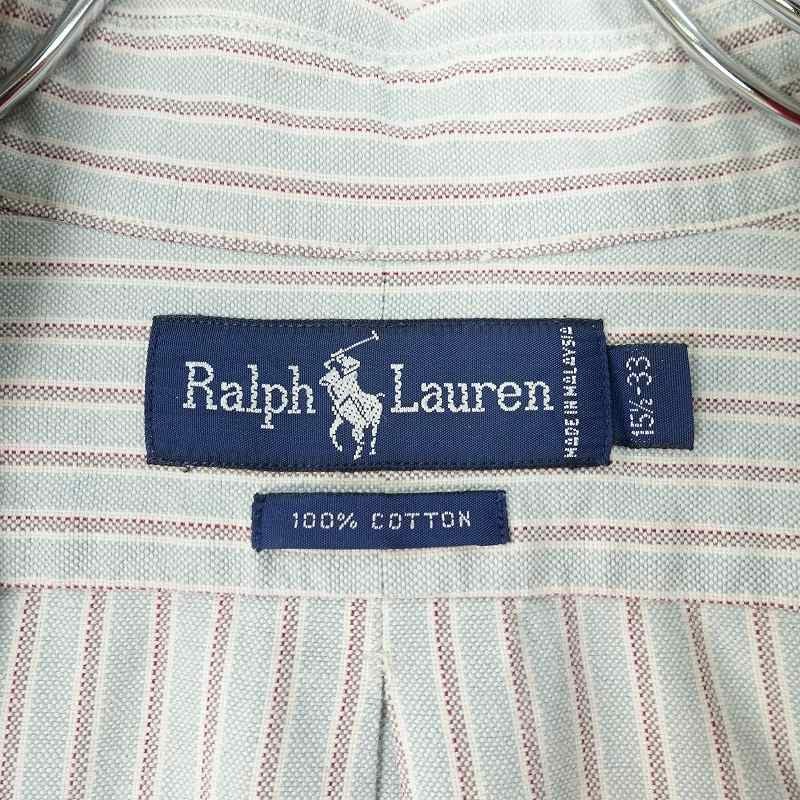 Ralph Lauren
MADE IN MALAYSIA
15½-33
100% COTTON